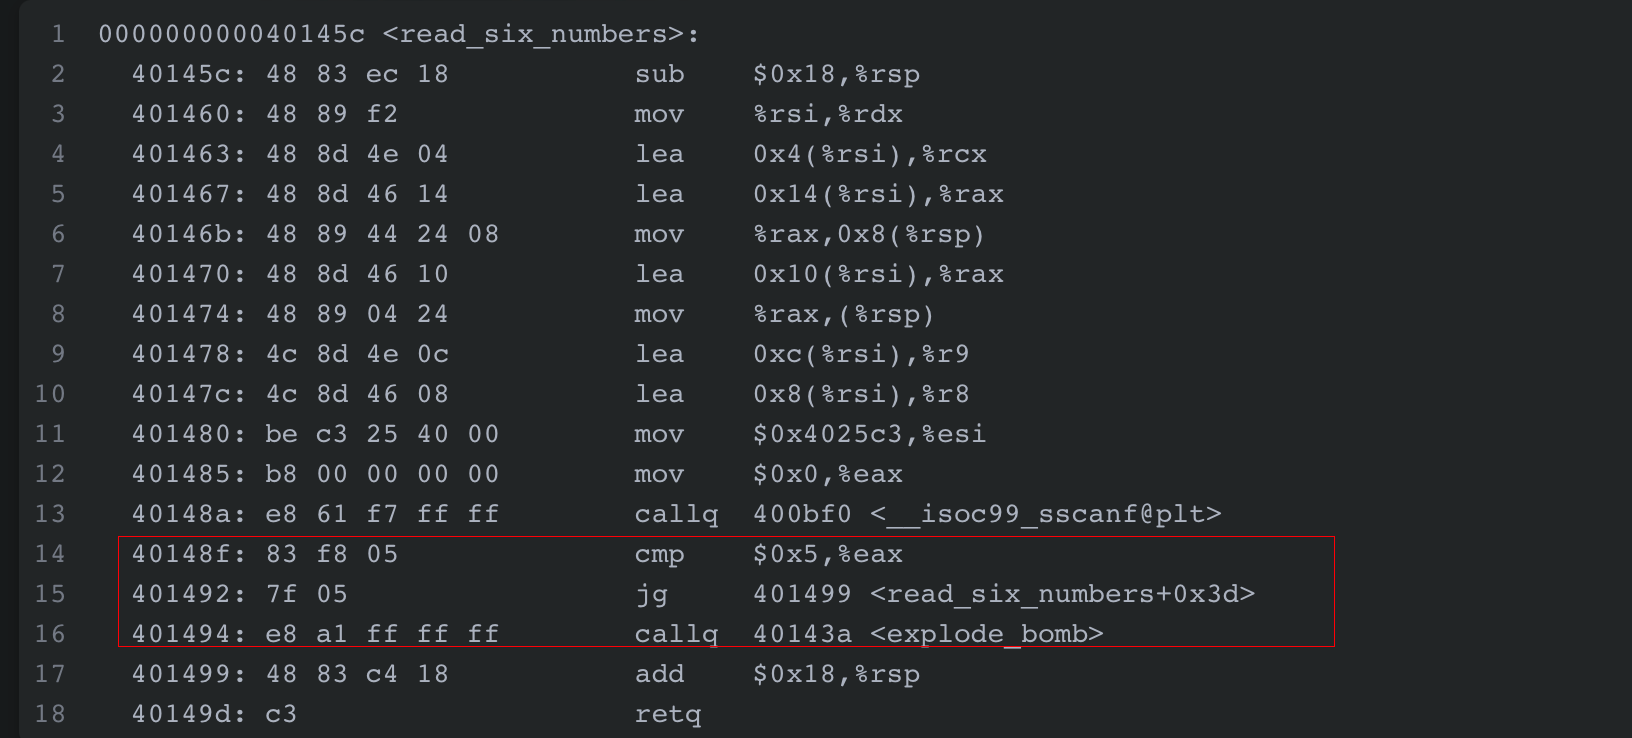 1 000000000040145c <read_six_numbers>:
2 40145c: 48 83 ec 18 sub $0x18,%rsp
3 401460: 48 89 f2 mov %rsi,%rdx
4 401463: 48 8d 4e 04 lea 0x4(%rsi),%rcx
5 401467: 48 8d 46 14 lea 0x14(%rsi),%rax
6 40146b: 48 89 44 24 08 mov %rax,0x8(%rsp)
7 401470: 48 8d 46 10 lea 0x10(%rsi),%rax
8 401474: 48 89 04 24 mov %rax,(%rsp)
9 401478: 4c 8d 4e 0c lea 0xc(%rsi),%r9
10 40147c: 4c 8d 46 08 lea 0x8(%rsi),%r8
11 401480: be c3 25 40 00 mov $0x4025c3,%esi
12 401485: b8 00 00 00 00 mov $0x0,%eax
13 40148a: e8 61 f7 ff ff callq 400bf0 <__isoc99_sscanf@plt>
14 40148f: 83 f8 05 cmp $0x5,%eax
15 401492: 7f 05 jg 401499 <read_six_numbers+0x3d>
16 401494: e8 a1 ff ff ff callq 40143a <explode_bomb>
17 401499: 48 83 c4 18 add $0x18,%rsp
18 40149d: c3 retq